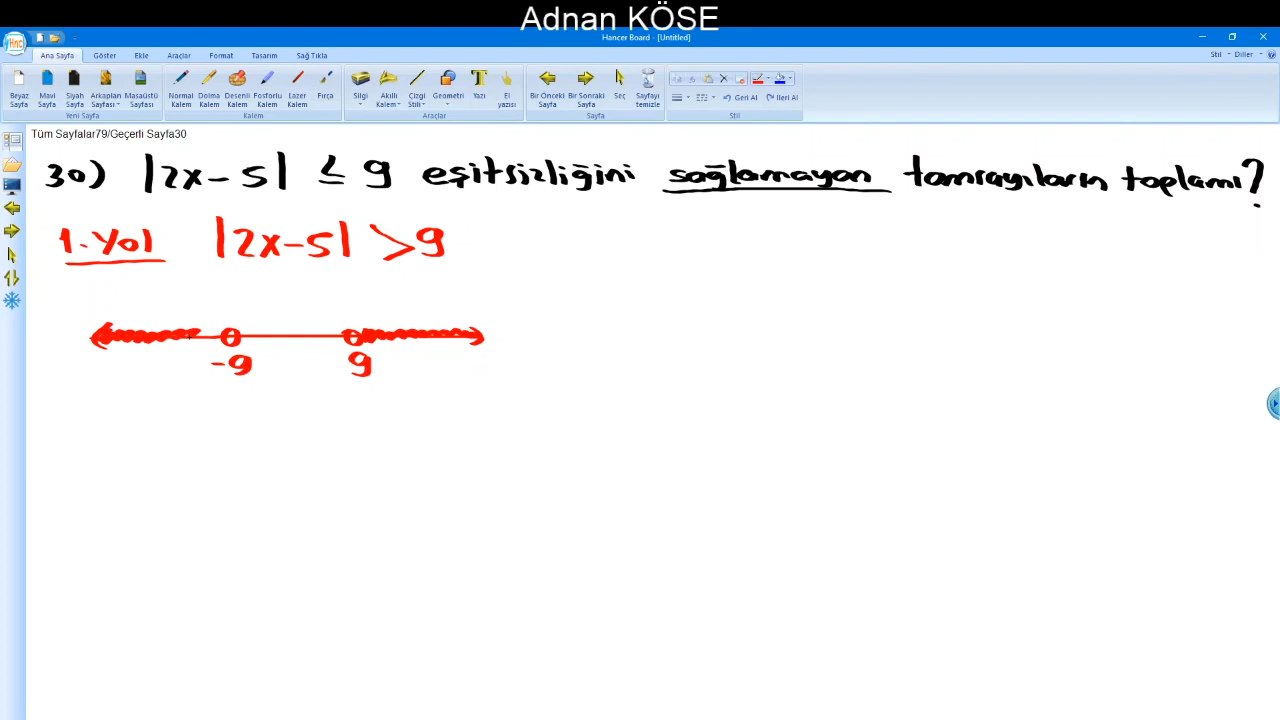 Adnan KÖSE
Hancer Board - [Untitled]
Hnc
Ana Sayfa Göster Ekle Araçlar Format Tasarım Sağ Tıkla
Stil Diller
Beyaz Sayfa Mavi Sayfa Siyah Sayfa Arkaplan Sayfası Masaüstü Sayfası
Normal Kalem Dolma Kalem Desenli Kalem Fosforlu Kalem Lazer Kalem Fırça
Silgi Akıllı Kalem Çizgi Stili Geometri Yazı El yazısı
Bir Önceki Sayfa Bir Sonraki Sayfa Seç Sayfayı temizle
Geri Al İleri Al
Yeni Sayfa Kalem Araçlar Sayfa Stil
Tüm Sayfalar79/Geçerli Sayfa30
30) |2x-5| ≤ 9 eşitsizliğini sağlamayan tamsayıların toplamı?
1.Yol |2x-5| >9
-9 9